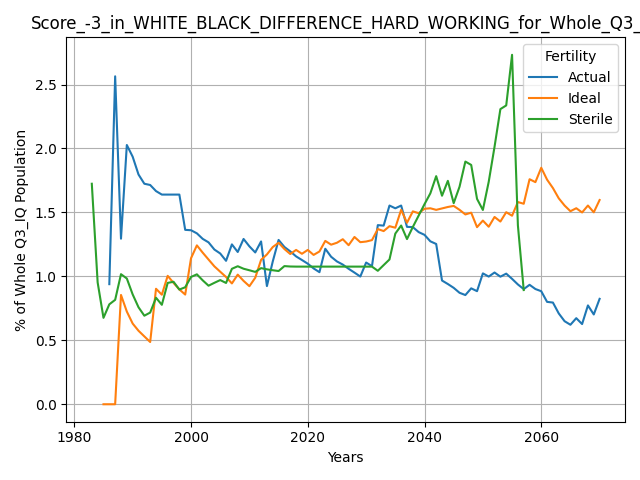 Score_-3_in_WHITE_BLACK_DIFFERENCE_HARD_WORKING_for_Whole_Q3_
Fertility
Actual
Ideal
Sterile
% of Whole Q3_IQ Population
2.5
2.0
1.5
1.0
0.5
0.0
1980 2000 2020 2040 2060
Years